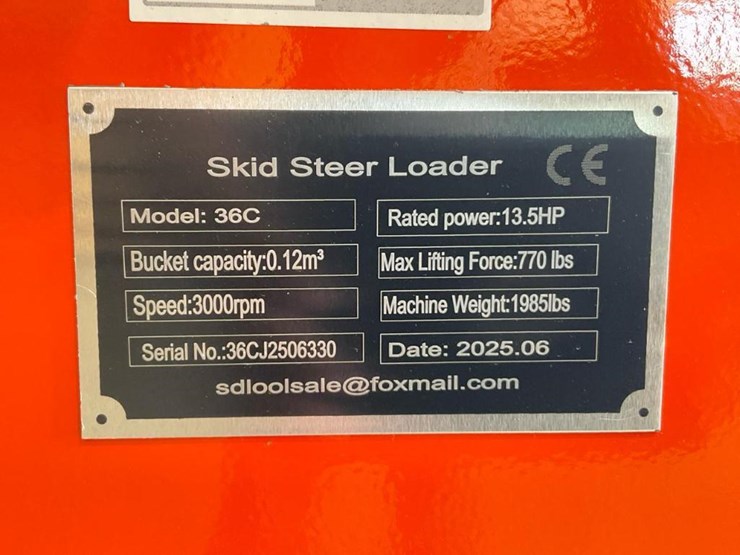 Skid Steer Loader CE
Model: 36C Rated power:13.5HP
Bucket capacity:0.12m³ Max Lifting Force:770 lbs
Speed:3000rpm Machine Weight:1985lbs
Serial No.:36CJ2506330 Date: 2025.06
sdloolsale@foxmail.com